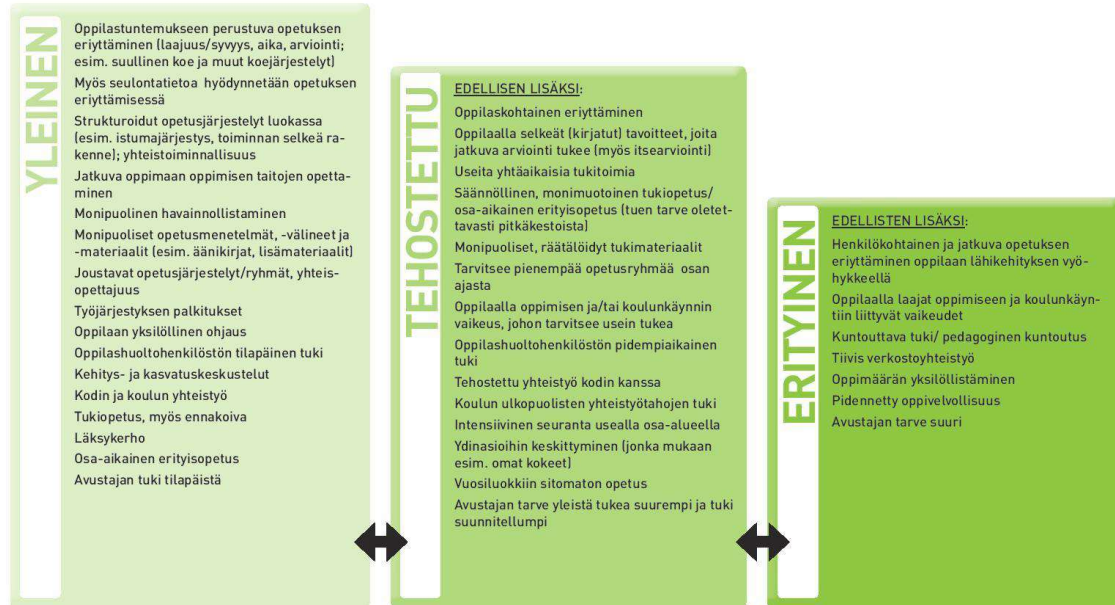 YLEINEN
Oppilastuntemukseen perustuva opetuksen
eriyttäminen (laajuus/syvyys, aika, arviointi;
esim. suullinen koe ja muut koejärjestelyt)
Myös seulontatietoa hyödynnetään opetuksen
eriyttämisessä
Strukturoidut opetusjärjestelyt luokassa
(esim. istumajärjestys, toiminnan selkeä ra-
kenne); yhteistoiminnallisuus
Jatkuva oppimaan oppimisen taitojen opetta-
minen
Monipuolinen havainnollistaminen
Monipuoliset opetusmenetelmät, -välineet ja
-materiaalit (esim. äänikirjat, lisämateriaalit)
Joustavat opetusjärjestelyt/ryhmät, yhteis-
opettajuus
Työjärjestyksen palkitukset
Oppilaan yksilöllinen ohjaus
Oppilashuoltohenkilöstön tilapäinen tuki
Kehitys- ja kasvatuskeskustelut
Kodin ja koulun yhteistyö
Tukiopetus, myös ennakoiva
Läksykerho
Osa-aikainen erityisopetus
Avustajan tuki tilapäistä
TEHOSTETTU
EDELLISEN LISÄKSI:
Oppilaskohtainen eriyttäminen
Oppilaalla selkeät (kirjatut) tavoitteet, joita
jatkuva arviointi tukee (myös itsearviointi)
Useita yhtäaikaisia tukitoimia
Säännöllinen, monimuotoinen tukiopetus/
osa-aikainen erityisopetus (tuen tarve oletet-
tavasti pitkäkestoista)
Monipuoliset, räätälöidyt tukimateriaalit
Tarvitsee pienempää opetusryhmää osan
ajasta
Oppilaalla oppimisen ja/tai koulunkäynnin
vaikeus, johon tarvitsee usein tukea
Oppilashuoltohenkilöstön pidempiaikainen
tuki
Tehostettu yhteistyö kodin kanssa
Koulun ulkopuolisten yhteistyötahojen tuki
Intensiivinen seuranta usealla osa-alueella
Ydinasioihin keskittyminen (jonka mukaan
esim. omat kokeet)
Vuosiluokkiin sitomaton opetus
Avustajan tarve yleistä tukea suurempi ja tuki
suunnitellumpi
ERITYINEN
EDELLISTEN LISÄKSI:
Henkilökohtainen ja jatkuva opetuksen
eriyttäminen oppilaan lähikehityksen vyö-
hykkeellä
Oppilaalla laajat oppimiseen ja koulunkäyn-
tiin liittyvät vaikeudet
Kuntouttava tuki/ pedagoginen kuntoutus
Tiivis verkostoyhteistyö
Oppimäärän yksilöllistäminen
Pidennetty oppivelvollisuus
Avustajan tarve suuri